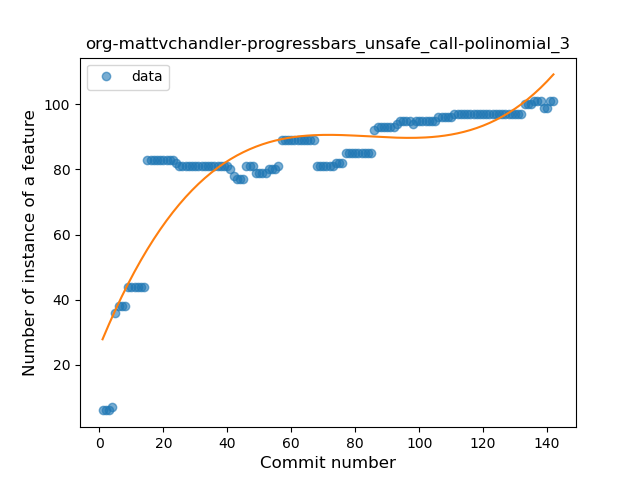 org-mattvchandler-progressbars_unsafe_call-polinomial_3
data
Number of instance of a feature
100
80
60
40
20
0 20 40 60 80 100 120 140
Commit number